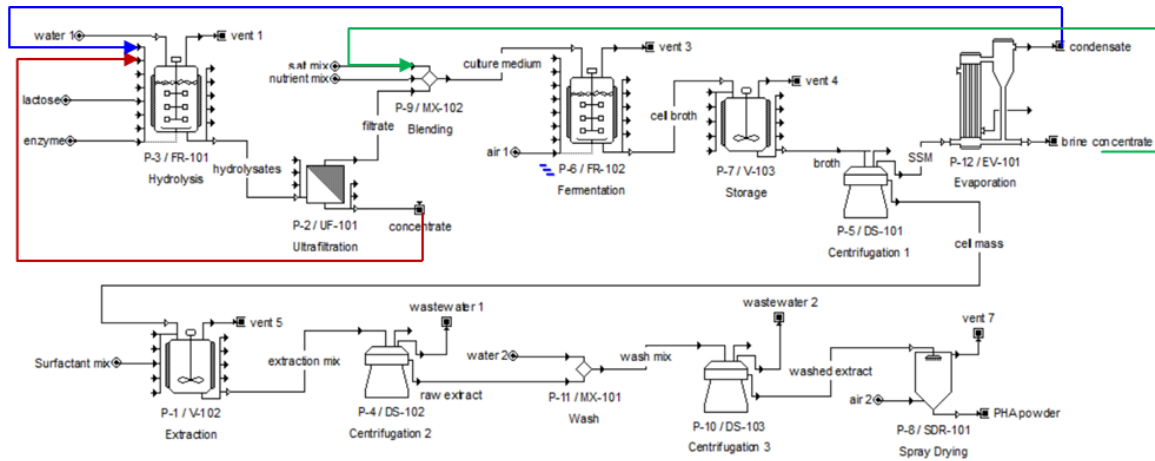 water 1
vent 1
lactose
enzyme
P-3 / FR-101
Hydrolysis
hydrolysates
P-2 / UF-101
Ultrafiltration
concentrate
salt mix
nutrient mix
filtrate
P-9 / MX-102
Blending
culture medium
vent 3
air 1
P-6 / FR-102
Fermentation
cell broth
vent 4
P-7 / V-103
Storage
broth
P-5 / DS-101
Centrifugation 1
SSM
cell mass
condensate
brine concentrate
P-12 / EV-101
Evaporation
Surfactant mix
vent 5
P-1 / V-102
Extraction
extraction mix
wastewater 1
P-4 / DS-102
Centrifugation 2
raw extract
water 2
P-11 / MX-101
Wash
wash mix
wastewater 2
P-10 / DS-103
Centrifugation 3
washed extract
air 2
vent 7
PHA powder
P-8 / SDR-101
Spray Drying